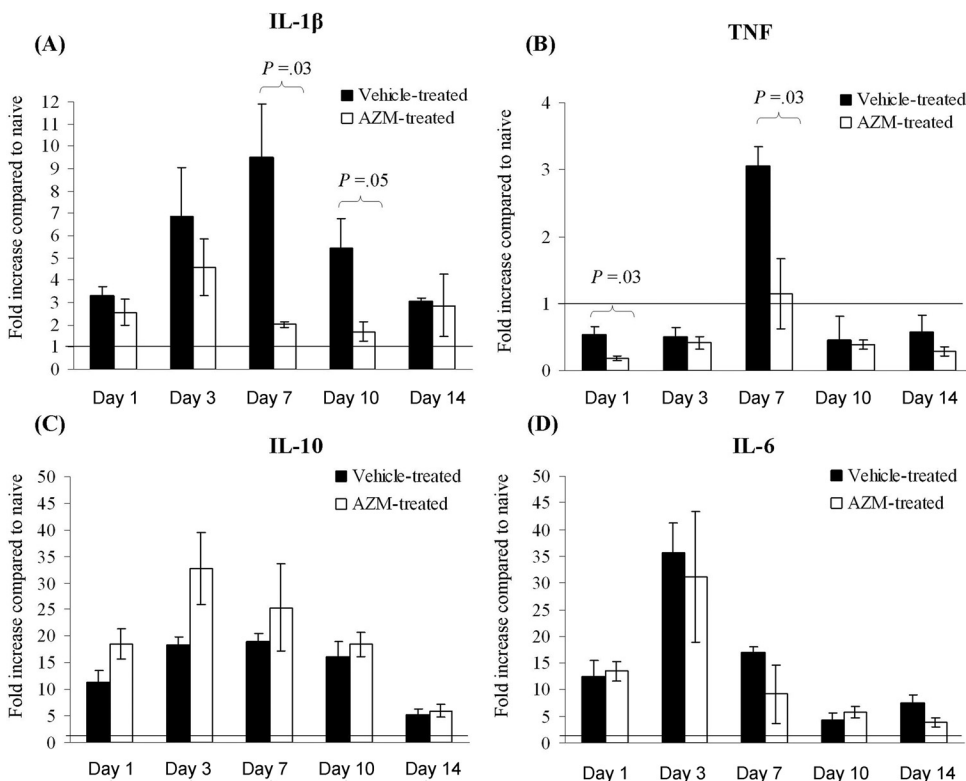 (A)
IL-1β
Fold increase compared to naive
12
11
10
9
8
7
6
5
4
3
2
1
0
P =.03
P =.05
Vehicle-treated
AZM-treated
Day 1 Day 3 Day 7 Day 10 Day 14
(B)
TNF
Fold increase compared to naive
4
3
2
1
0
P =.03
P =.03
Vehicle-treated
AZM-treated
Day 1 Day 3 Day 7 Day 10 Day 14
(C)
IL-10
Fold increase compared to naive
50
45
40
35
30
25
20
15
10
5
0
Vehicle-treated
AZM-treated
Day 1 Day 3 Day 7 Day 10 Day 14
(D)
IL-6
Fold increase compared to naive
50
45
40
35
30
25
20
15
10
5
0
Vehicle-treated
AZM-treated
Day 1 Day 3 Day 7 Day 10 Day 14